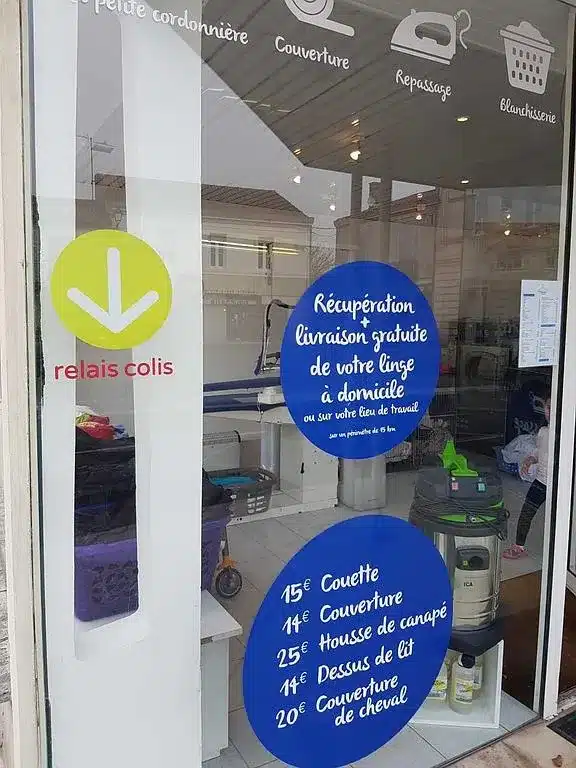 petite cordonnière
Couverture
Repassage
Blanchisserie
relais colis
Récupération
+
livraison gratuite
de votre linge
à domicile
ou sur votre lieu de travail
sur un périmètre de 15 km
15€ Couette
14€ Couverture
25€ Housse de canapé
14€ Dessus de lit
20€ Couverture
de cheval
ICA